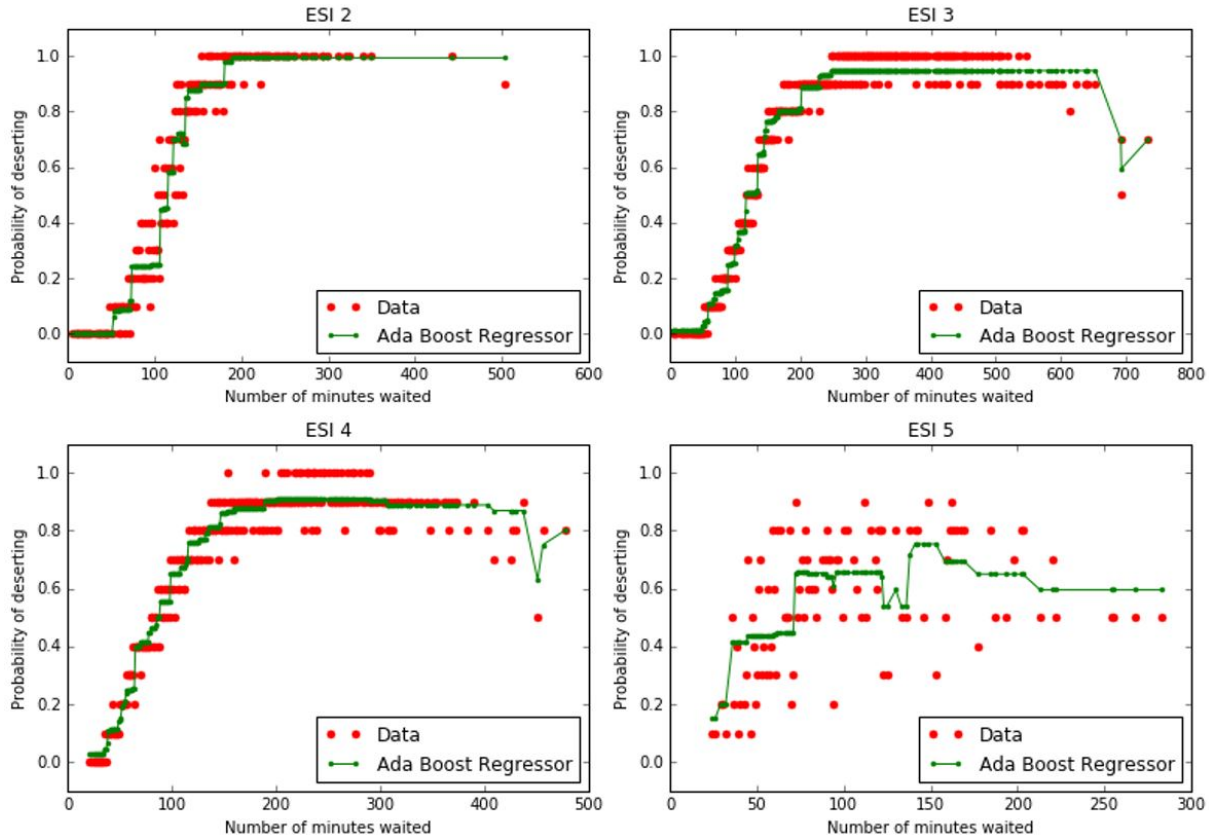 ESI 2
1.0
0.8
0.6
0.4
0.2
0.0
Probability of deserting
Data
Ada Boost Regressor
0 100 200 300 400 500 600
Number of minutes waited
ESI 3
1.0
0.8
0.6
0.4
0.2
0.0
Probability of deserting
Data
Ada Boost Regressor
0 100 200 300 400 500 600 700 800
Number of minutes waited
ESI 4
1.0
0.8
0.6
0.4
0.2
0.0
Probability of deserting
Data
Ada Boost Regressor
0 100 200 300 400 500
Number of minutes waited
ESI 5
1.0
0.8
0.6
0.4
0.2
0.0
Probability of deserting
Data
Ada Boost Regressor
0 50 100 150 200 250 300
Number of minutes waited